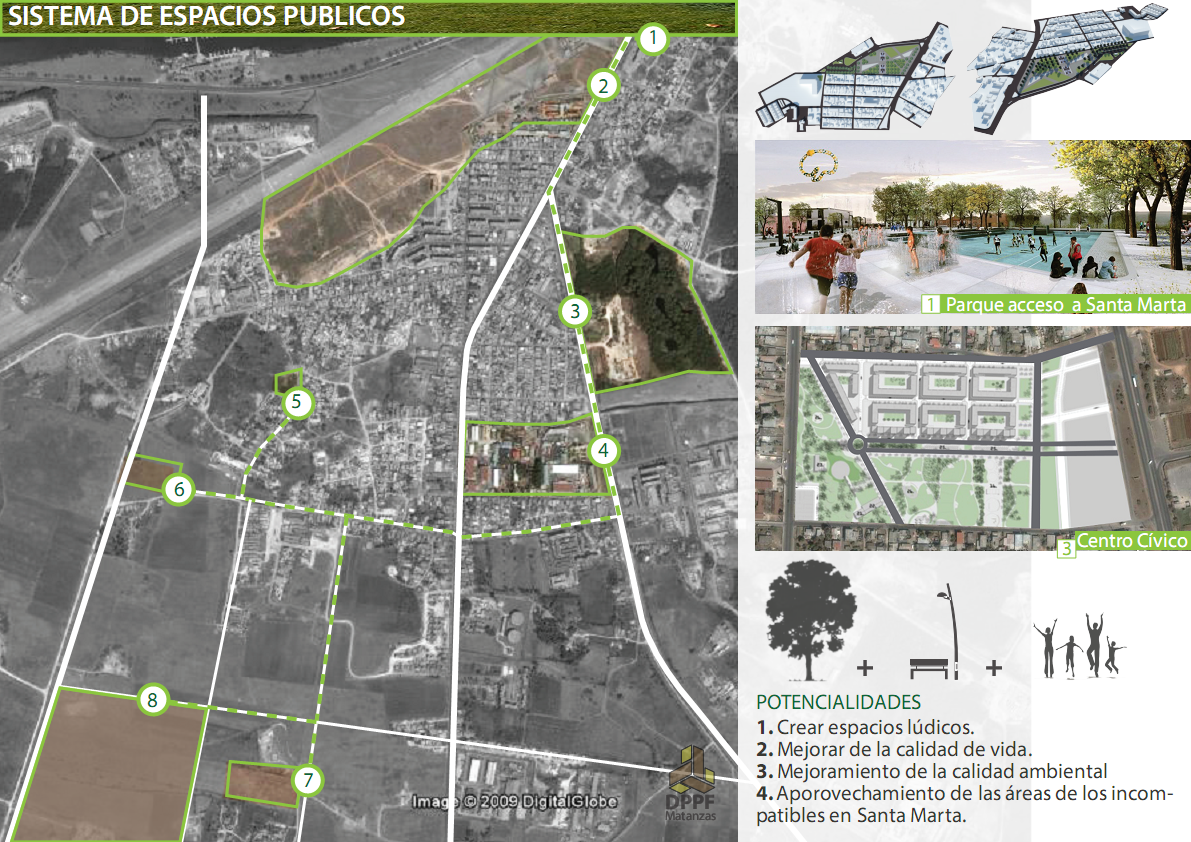 SISTEMA DE ESPACIOS PUBLICOS
1
2
3
4
5
6
7
8
Image © 2009 DigitalGlobe
DPPF
Matanzas
1 Parque acceso a Santa Marta
Centro Cívico
3
+ +
POTENCIALIDADES
1. Crear espacios lúdicos.
2. Mejorar de la calidad de vida.
3. Mejoramiento de la calidad ambiental
4. Aporovechamiento de las áreas de los incom-
patibles en Santa Marta.